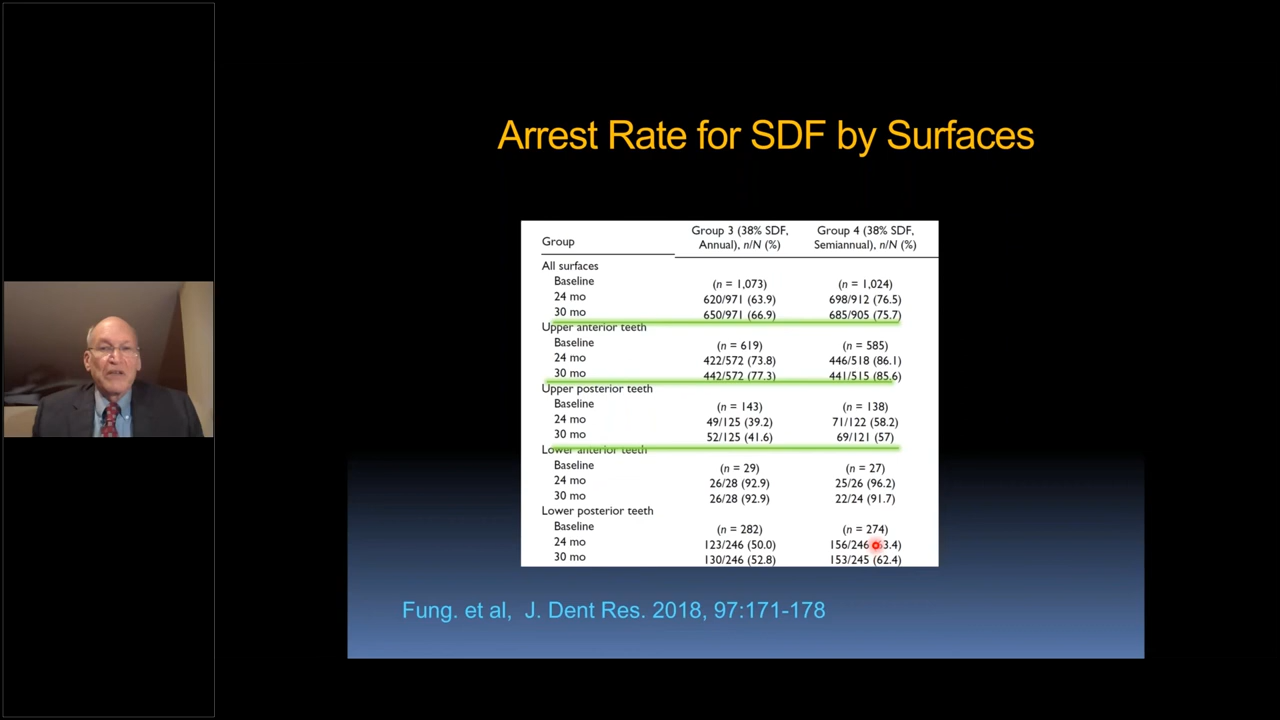 Arrest Rate for SDF by Surfaces
Group Group 3 (38% SDF, Annual), n/N (%) Group 4 (38% SDF, Semiannual), n/N (%)
All surfaces
Baseline (n = 1,073) (n = 1,024)
24 mo 620/971 (63.9) 698/912 (76.5)
30 mo 650/971 (66.9) 685/905 (75.7)
Upper anterior teeth
Baseline (n = 619) (n = 585)
24 mo 422/572 (73.8) 446/518 (86.1)
30 mo 442/572 (77.3) 441/515 (85.6)
Upper posterior teeth
Baseline (n = 143) (n = 138)
24 mo 49/125 (39.2) 71/122 (58.2)
30 mo 52/125 (41.6) 69/121 (57)
Lower anterior teeth
Baseline (n = 29) (n = 27)
24 mo 26/28 (92.9) 25/26 (96.2)
30 mo 26/28 (92.9) 22/24 (91.7)
Lower posterior teeth
Baseline (n = 282) (n = 274)
24 mo 123/246 (50.0) 156/246
30 mo 130/246 (52.8) 153/245 (62.4)
Fung. et al, J. Dent Res. 2018, 97:171-178